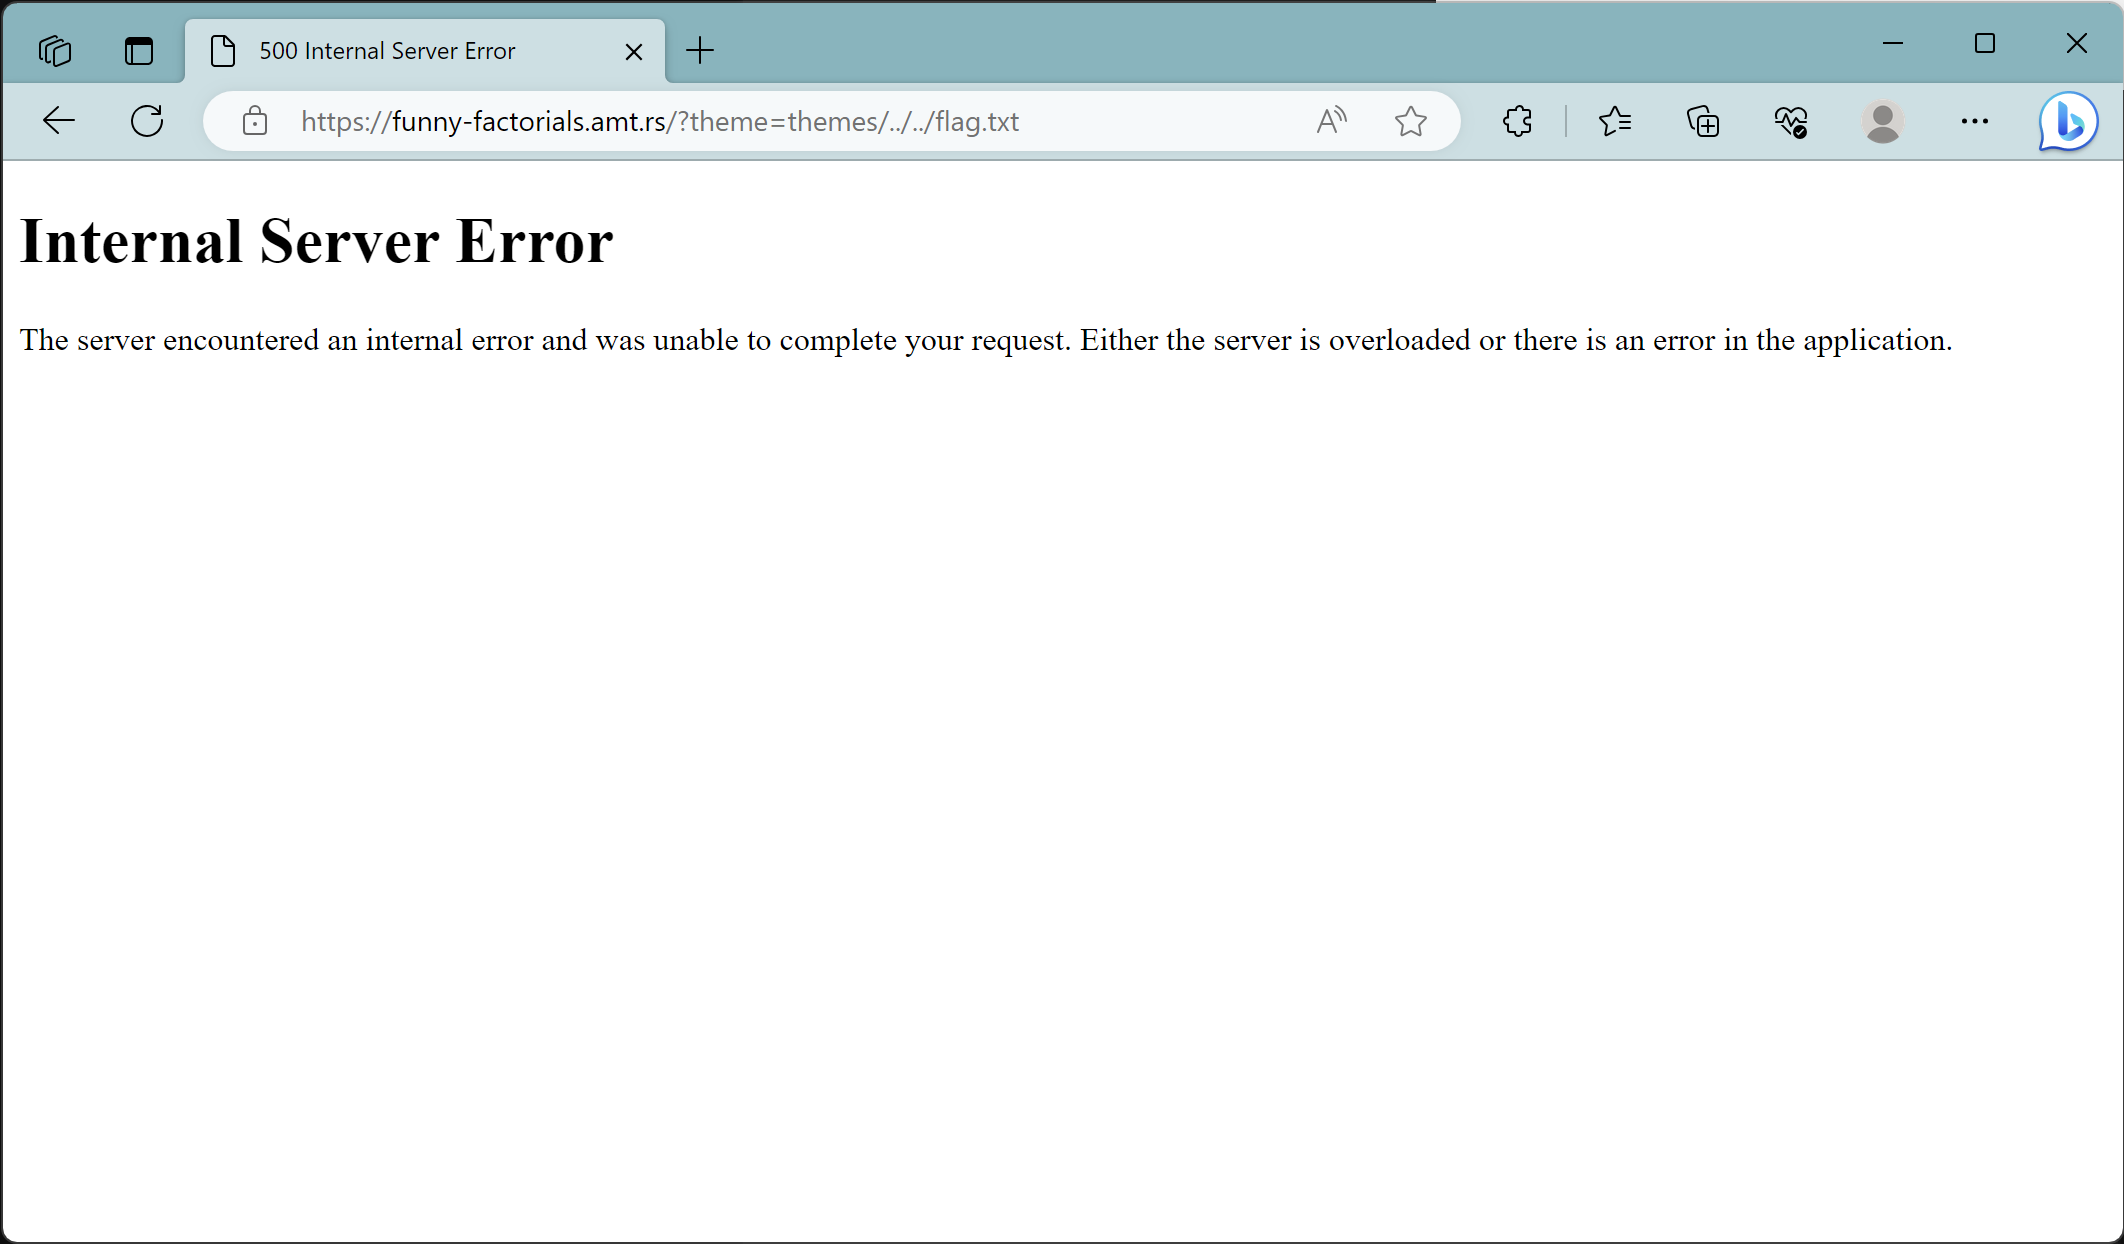 500 Internal Server Error
https://funny-factorials.amt.rs/?theme=themes/../../flag.txt
Internal Server Error
The server encountered an internal error and was unable to complete your request. Either the server is overloaded or there is an error in the application.